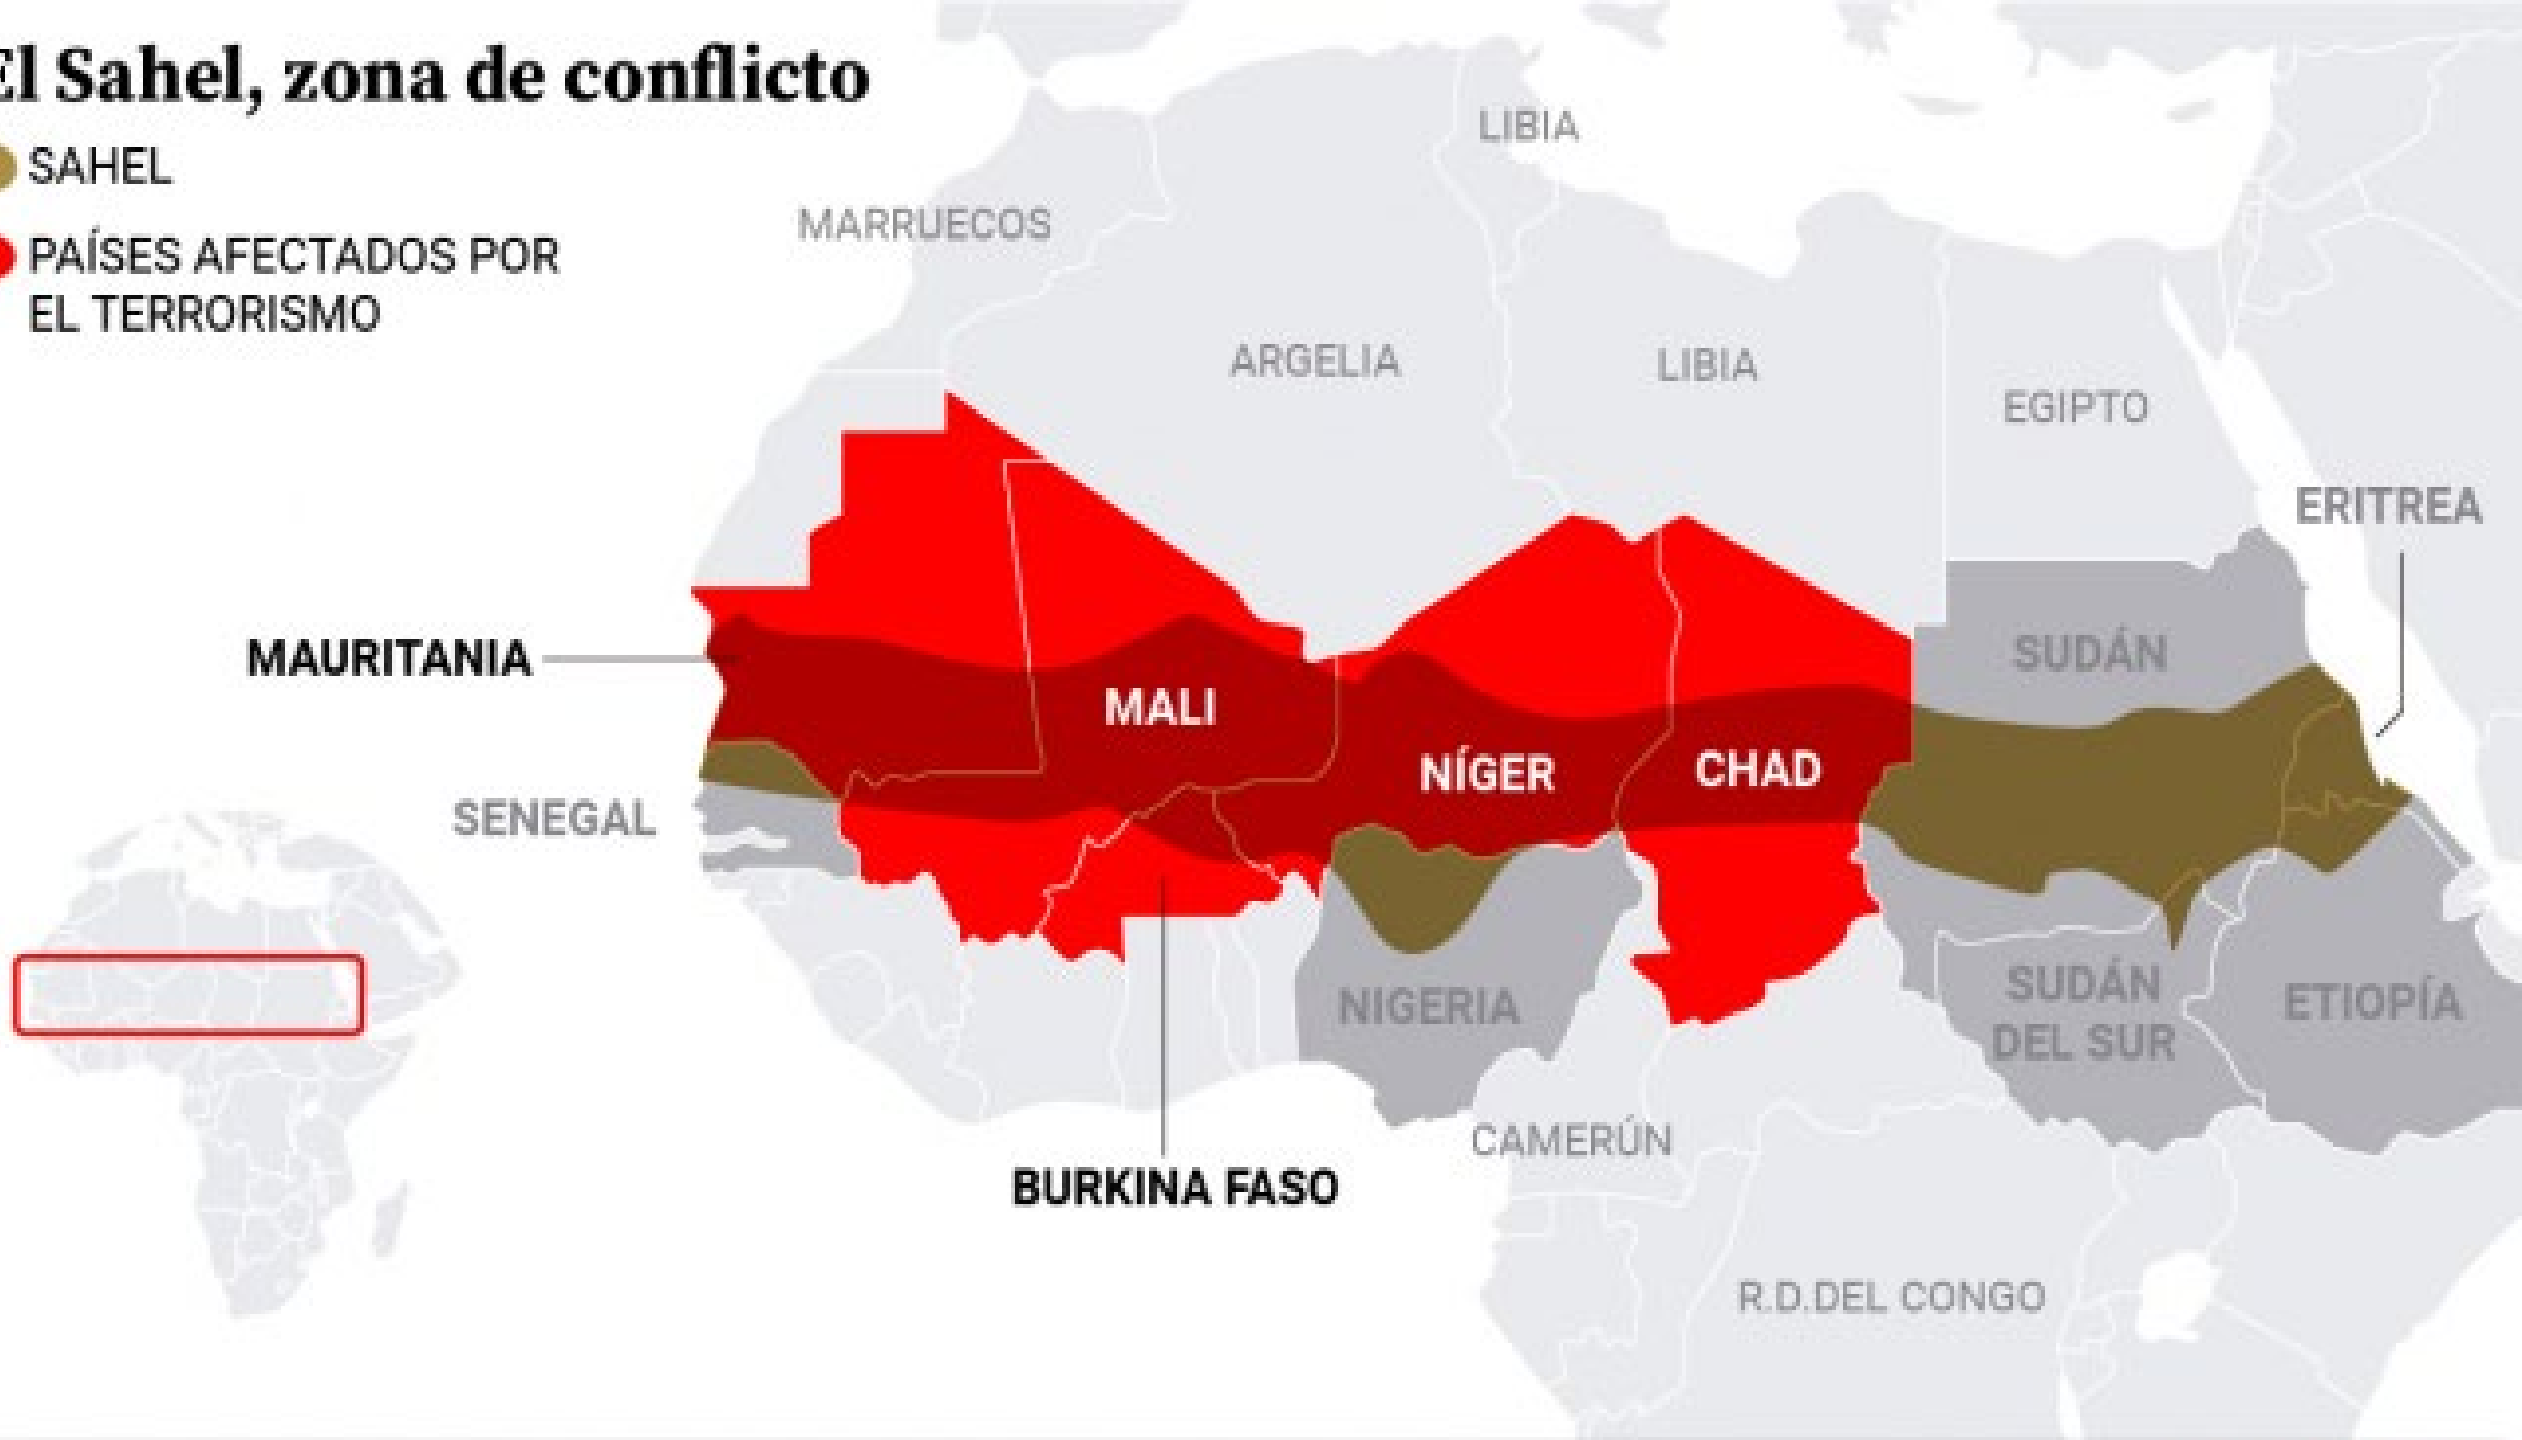 El Sahel, zona de conflicto
SAHEL
PAÍSES AFECTADOS POR
EL TERRORISMO
LIBIA
MARRUECOS
ARGELIA
LIBIA
EGIPTO
ERITREA
MAURITANIA
SUDÁN
MALI
NÍGER
CHAD
SENEGAL
NIGERIA
SUDÁN
DEL SUR
ETIOPÍA
CAMERÚN
BURKINA FASO
R.D.DEL CONGO